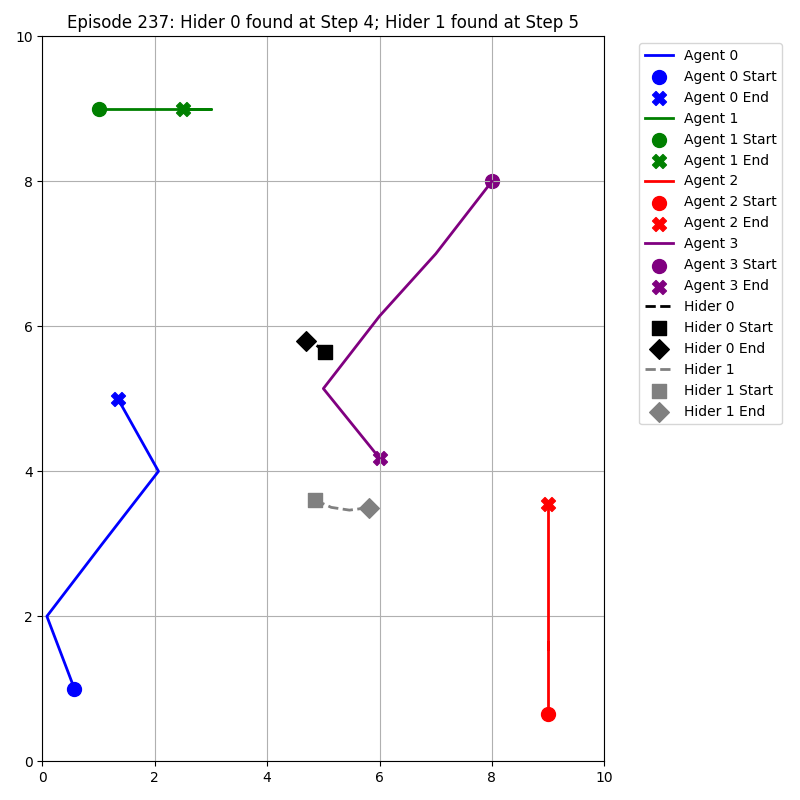 Episode 237: Hider 0 found at Step 4; Hider 1 found at Step 5
10
8
6
4
2
0
0 2 4 6 8 10
Agent 0
Agent 0 Start
Agent 0 End
Agent 1
Agent 1 Start
Agent 1 End
Agent 2
Agent 2 Start
Agent 2 End
Agent 3
Agent 3 Start
Agent 3 End
Hider 0
Hider 0 Start
Hider 0 End
Hider 1
Hider 1 Start
Hider 1 End